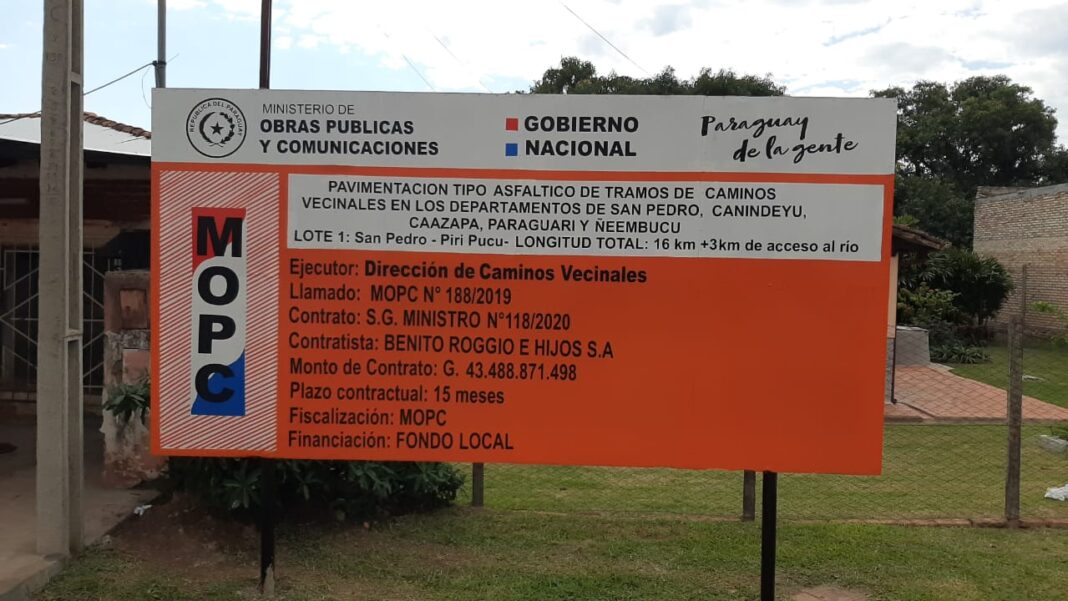 REPUBLICA DEL PARAGUAY
MINISTERIO DE
OBRAS PUBLICAS
Y COMUNICACIONES
GOBIERNO
NACIONAL
Paraguay
de la gente
PAVIMENTACION TIPO ASFALTICO DE TRAMOS DE CAMINOS
VECINALES EN LOS DEPARTAMENTOS DE SAN PEDRO, CANINDEYU,
CAAZAPA, PARAGUARI Y ÑEEMBUCU
LOTE 1: San Pedro - Piri Pucu- LONGITUD TOTAL: 16 km +3km de acceso al río
MOPC
Ejecutor: Dirección de Caminos Vecinales
Llamado: MOPC N° 188/2019
Contrato: S.G. MINISTRO N°118/2020
Contratista: BENITO ROGGIO E HIJOS S.A
Monto de Contrato: G. 43.488.871.498
Plazo contractual: 15 meses
Fiscalización: MOPC
Financiación: FONDO LOCAL